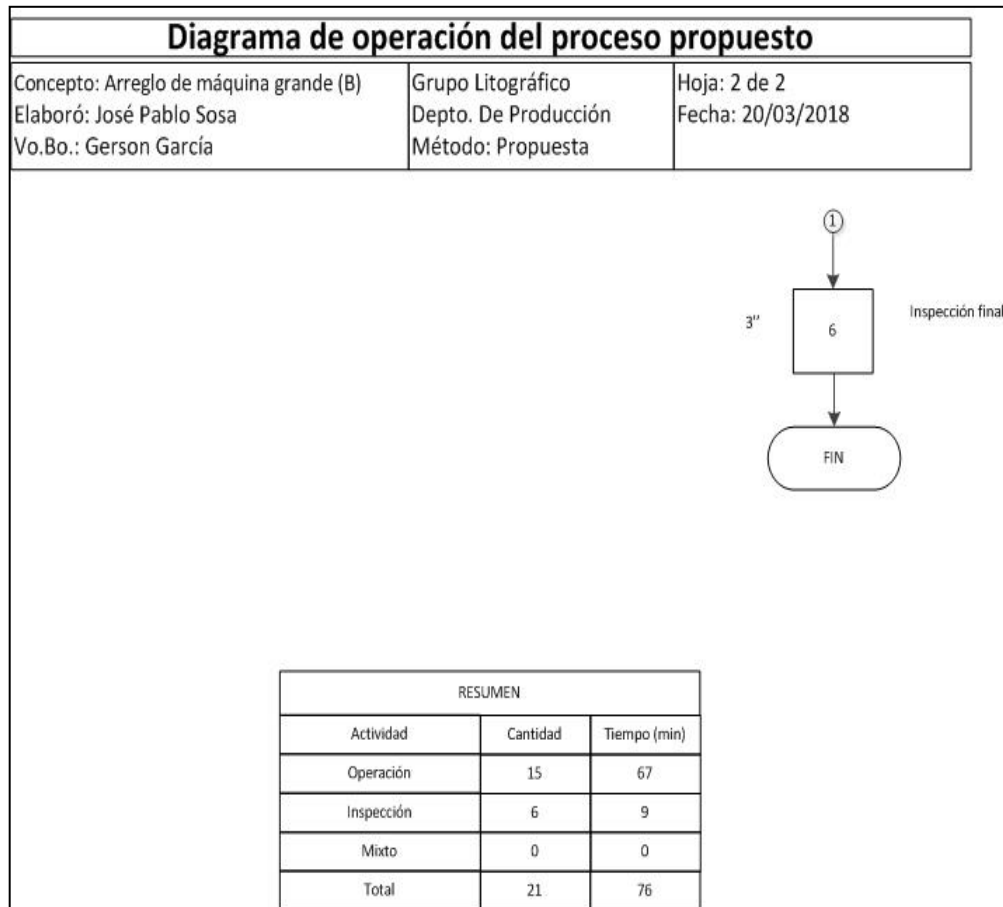 Diagrama de operación del proceso propuesto
Concepto: Arreglo de máquina grande (B)
Elaboró: José Pablo Sosa
Vo.Bo.: Gerson García
Grupo Litográfico
Depto. De Producción
Método: Propuesta
Hoja: 2 de 2
Fecha: 20/03/2018
1
3’’
6
Inspección final
FIN
RESUMEN
Actividad Cantidad Tiempo (min)
Operación 15 67
Inspección 6 9
Mixto 0 0
Total 21 76